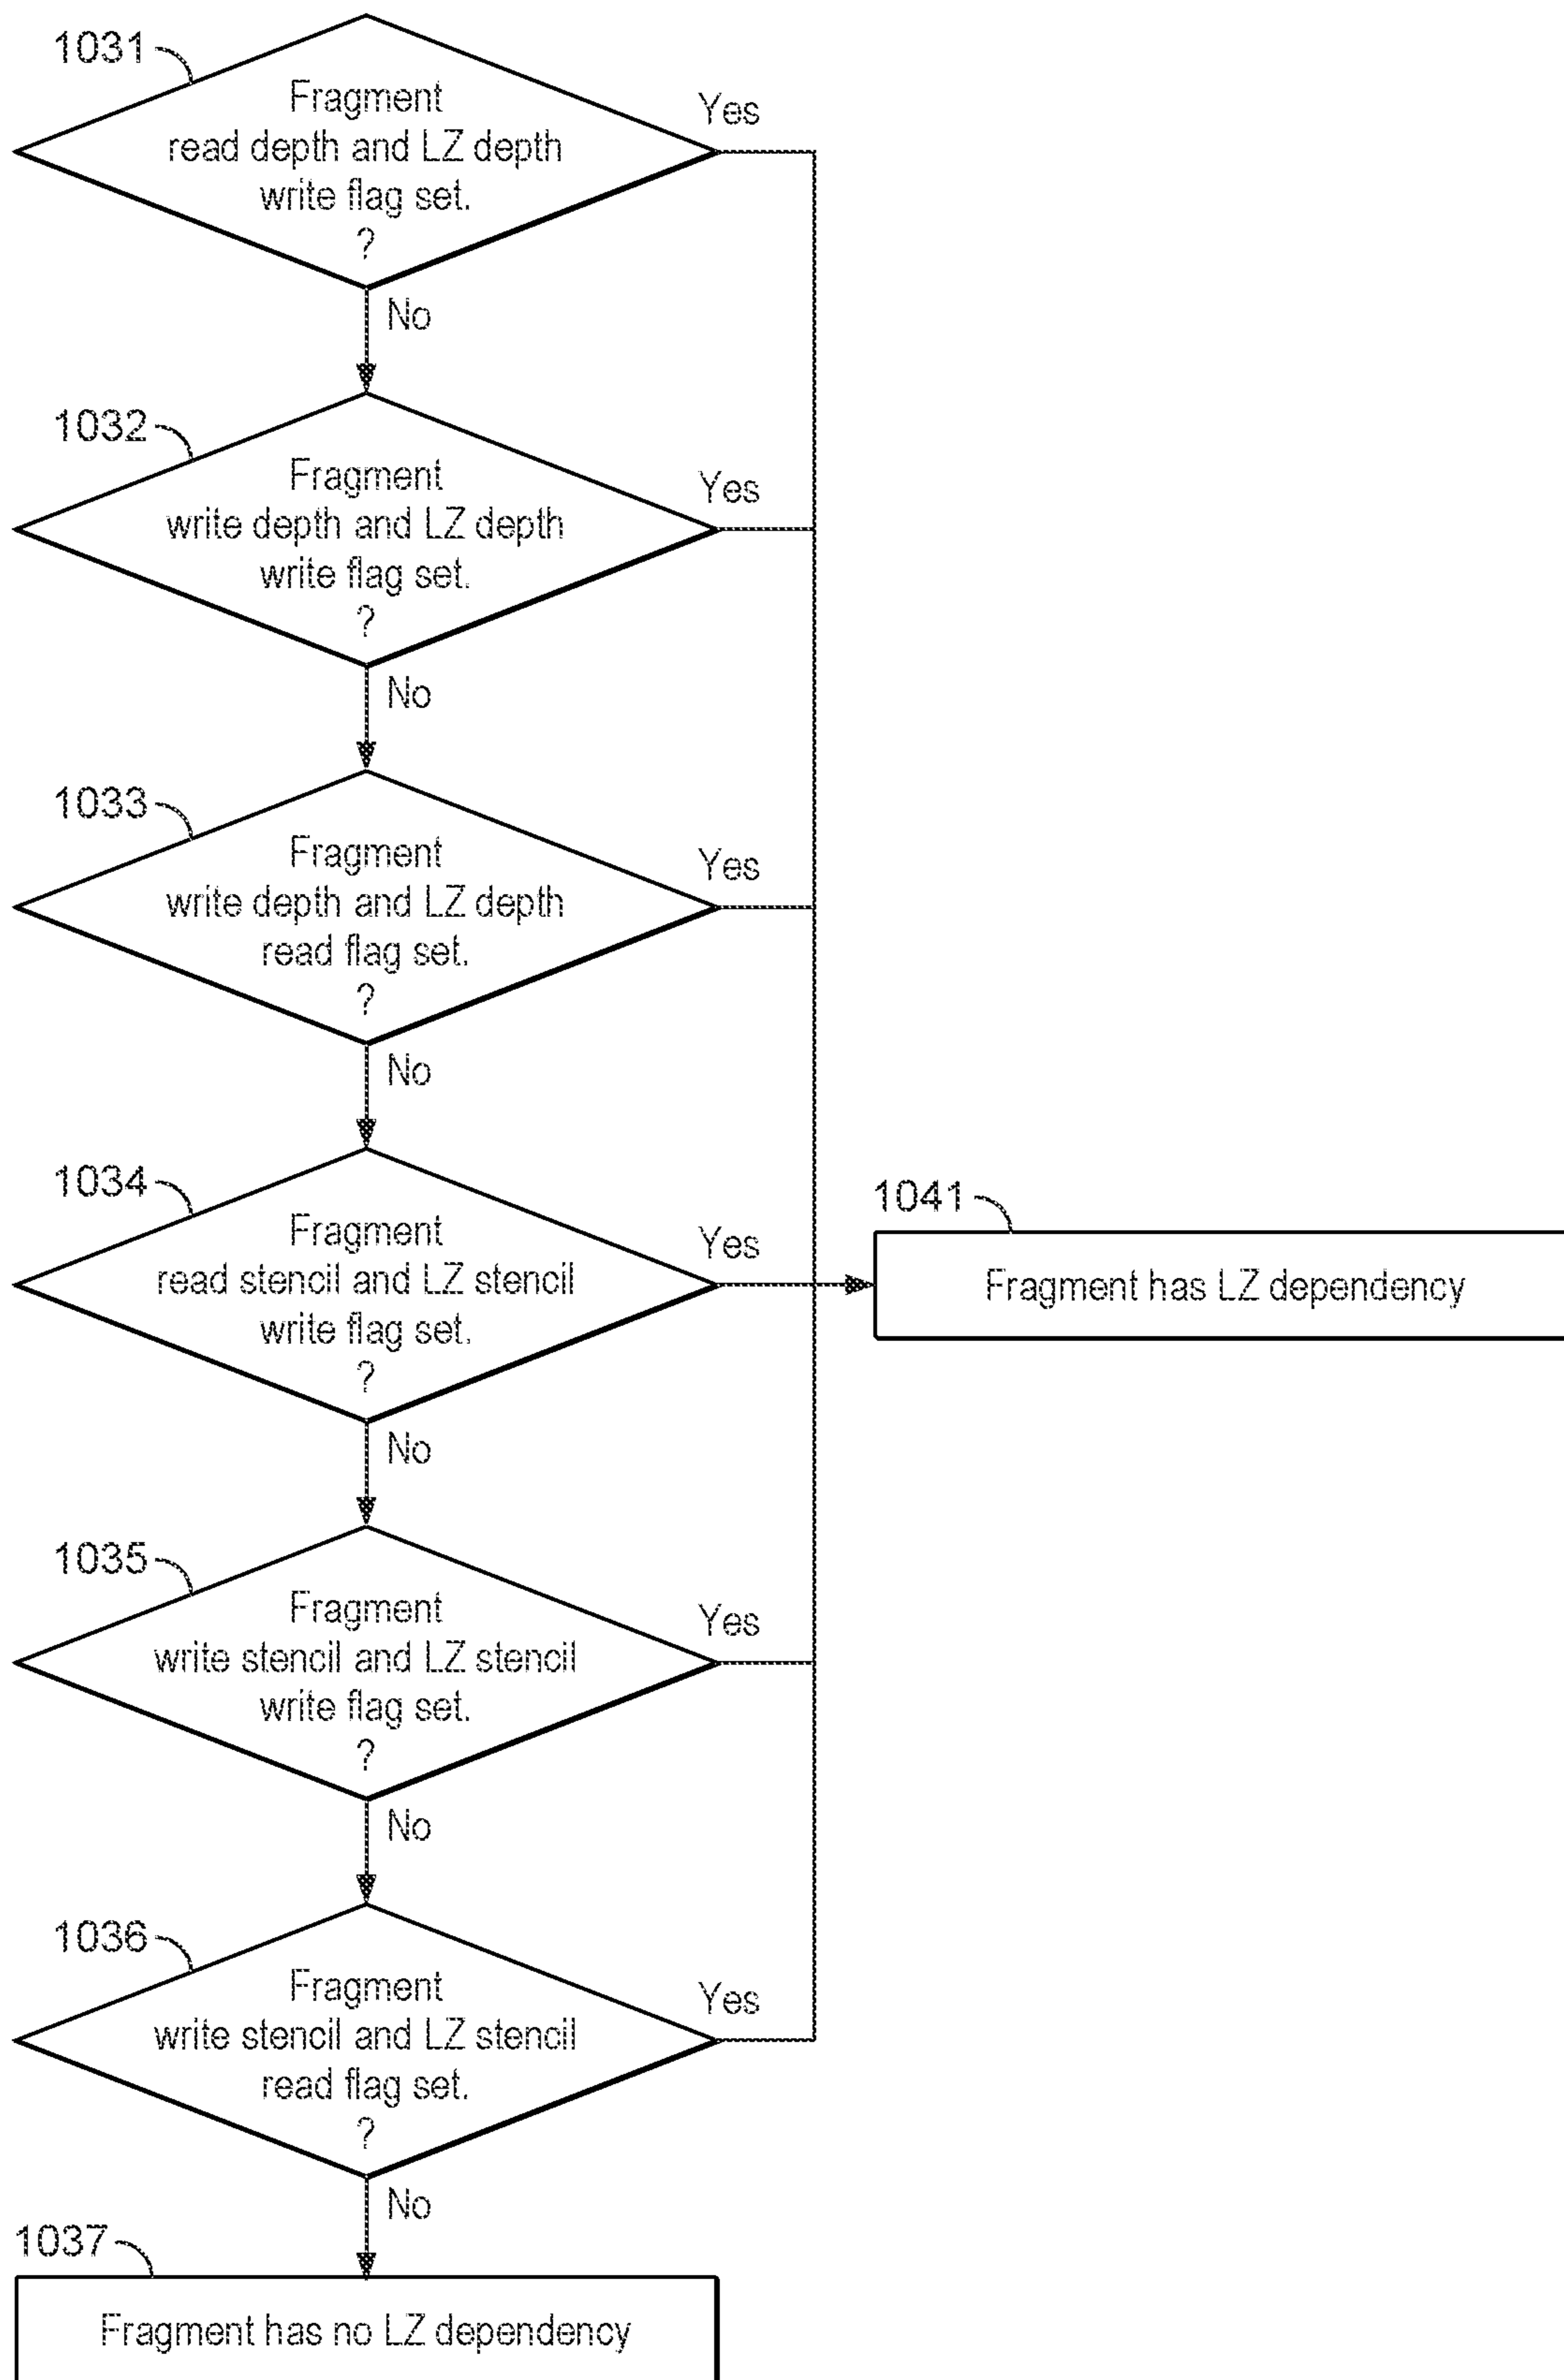 1031
Fragment
read depth and LZ depth
write flag set.
?
Yes
No
1032
Fragment
write depth and LZ depth
write flag set.
?
Yes
No
1033
Fragment
write depth and LZ depth
read flag set.
?
Yes
No
1034
Fragment
read stencil and LZ stencil
write flag set.
?
Yes
1041
Fragment has LZ dependency
No
1035
Fragment
write stencil and LZ stencil
write flag set.
?
Yes
No
1036
Fragment
write stencil and LZ stencil
read flag set.
?
Yes
No
1037
Fragment has no LZ dependency